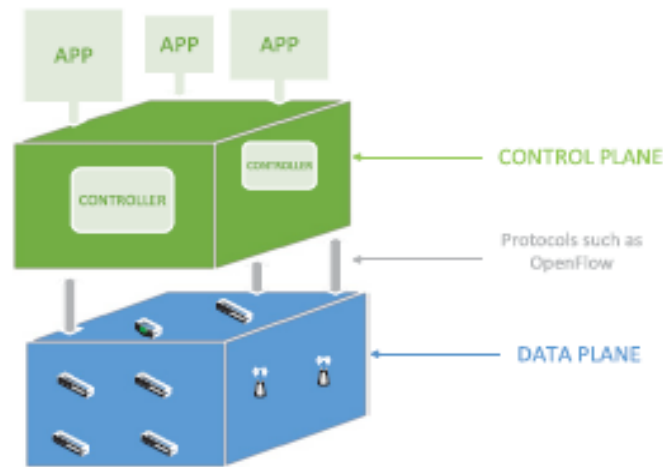 APP
APP
APP
CONTROLLER
CONTROLLER
CONTROL PLANE
Protocols such as
OpenFlow
DATA PLANE